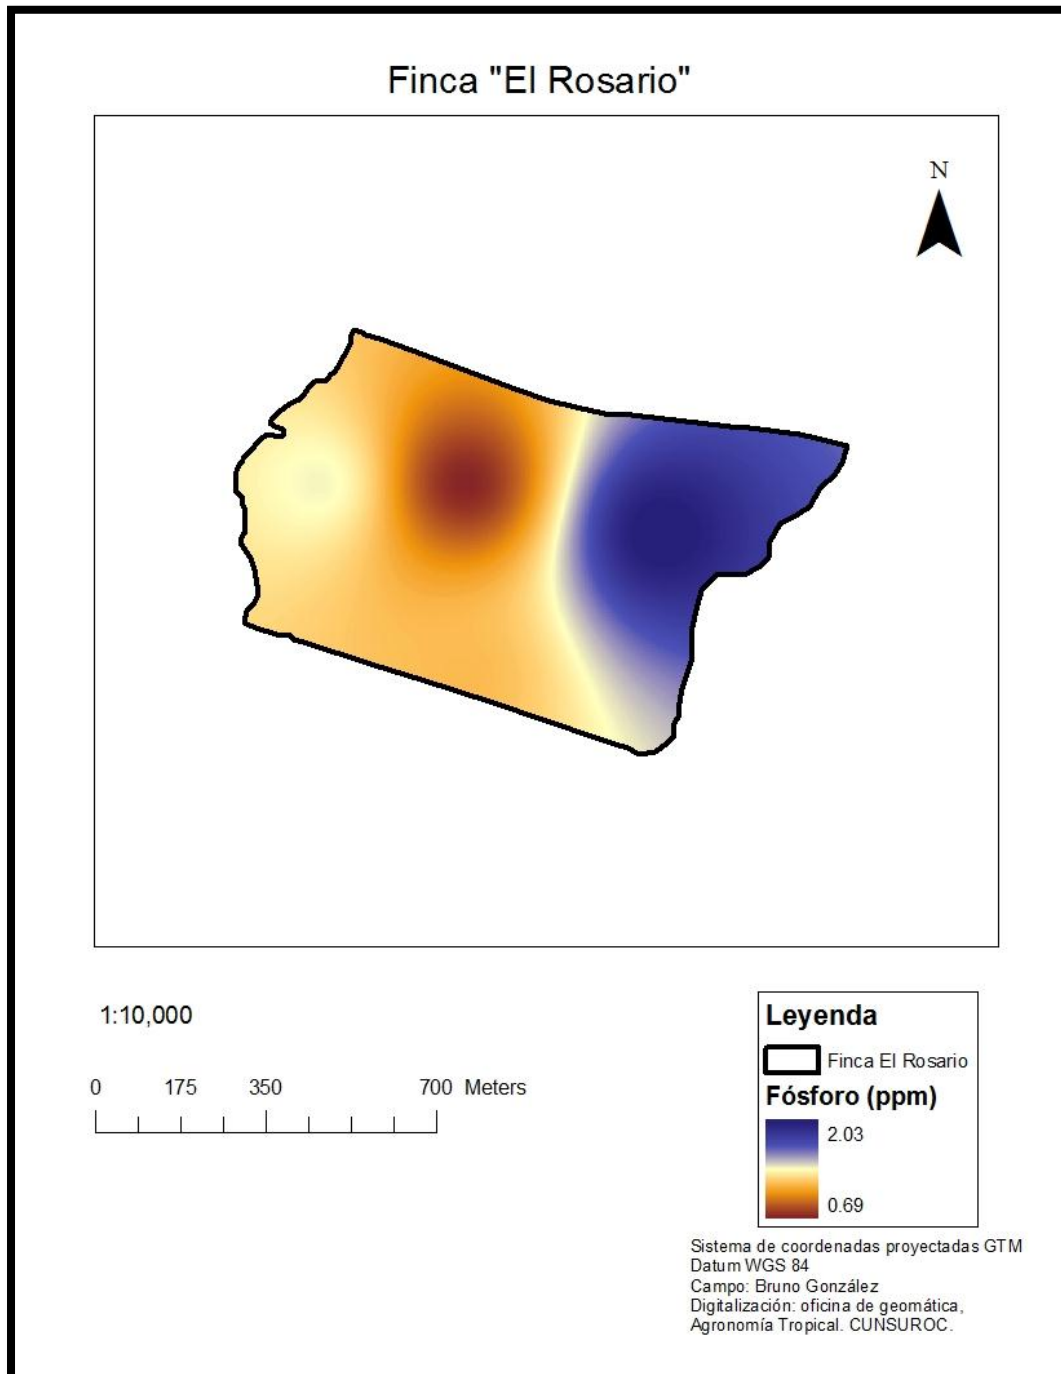 Finca "El Rosario"
N
1:10,000
0 175 350 700 Meters
Leyenda
Finca El Rosario
Fósforo (ppm)
2.03
0.69
Sistema de coordenadas proyectadas GTM
Datum WGS 84
Campo: Bruno González
Digitalización: oficina de geomática,
Agronomía Tropical. CUNSUROC.